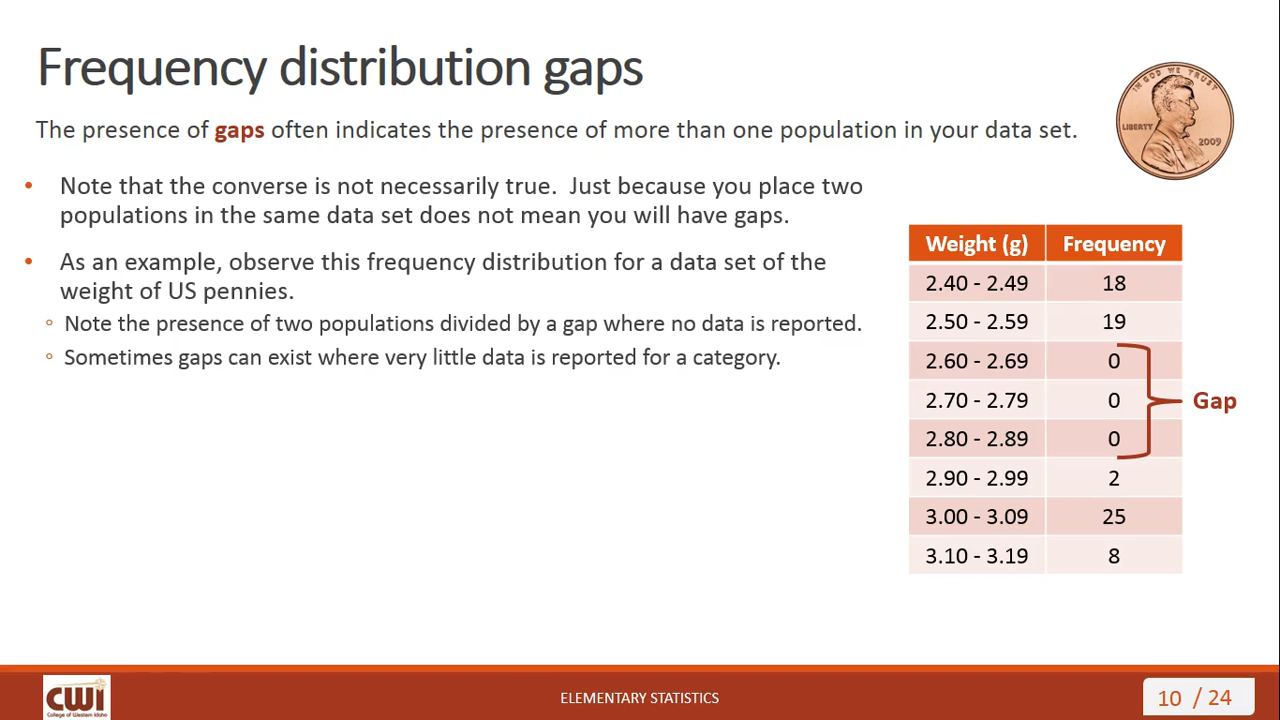 Frequency distribution gaps
The presence of gaps often indicates the presence of more than one population in your data set.
IN GOD WE TRUST
LIBERTY
2009
• Note that the converse is not necessarily true. Just because you place two
populations in the same data set does not mean you will have gaps.
• As an example, observe this frequency distribution for a data set of the
weight of US pennies.
◦ Note the presence of two populations divided by a gap where no data is reported.
◦ Sometimes gaps can exist where very little data is reported for a category.
Weight (g) Frequency
2.40 - 2.49 18
2.50 - 2.59 19
2.60 - 2.69 0
2.70 - 2.79 0
2.80 - 2.89 0
2.90 - 2.99 2
3.00 - 3.09 25
3.10 - 3.19 8
Gap
CWI
College of Western Idaho
ELEMENTARY STATISTICS
10 / 24